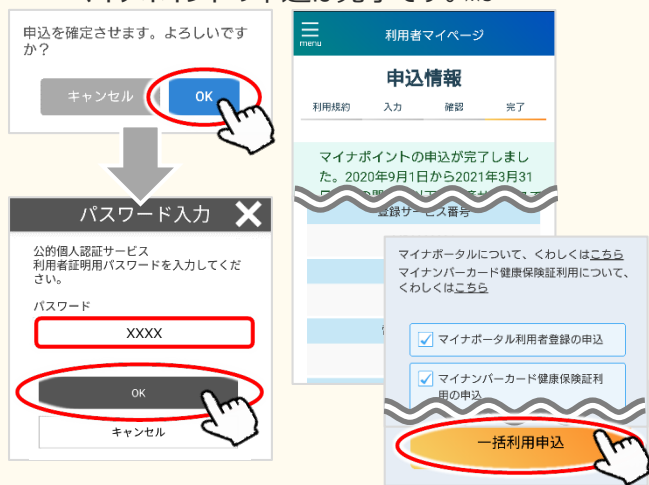 申込を確定させます。よろしいです
か？
キャンセル
OK
パスワード入力
公的個人認証サービス
利用者証明用パスワードを入力してくだ
さい。
パスワード
XXXX
OK
キャンセル
menu
利用者マイページ
申込情報
利用規約 入力 確認 完了
マイナポイントの申込が完了しまし
た。2020年9月1日から2021年3月31
登録サービス番号
マイナポータルについて、くわしくはこちら
マイナンバーカード健康保険証利用について、
くわしくはこちら
マイナポータル利用者登録の申込
マイナンバーカード健康保険証利
用の申込
一括利用申込